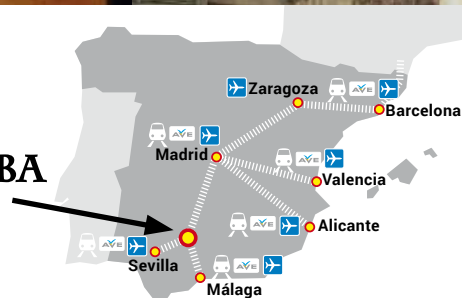 Zaragoza
AVE
Barcelona
AVE
Madrid
AVE
Valencia
BA
AVE
Alicante
AVE
Sevilla
AVE
Málaga